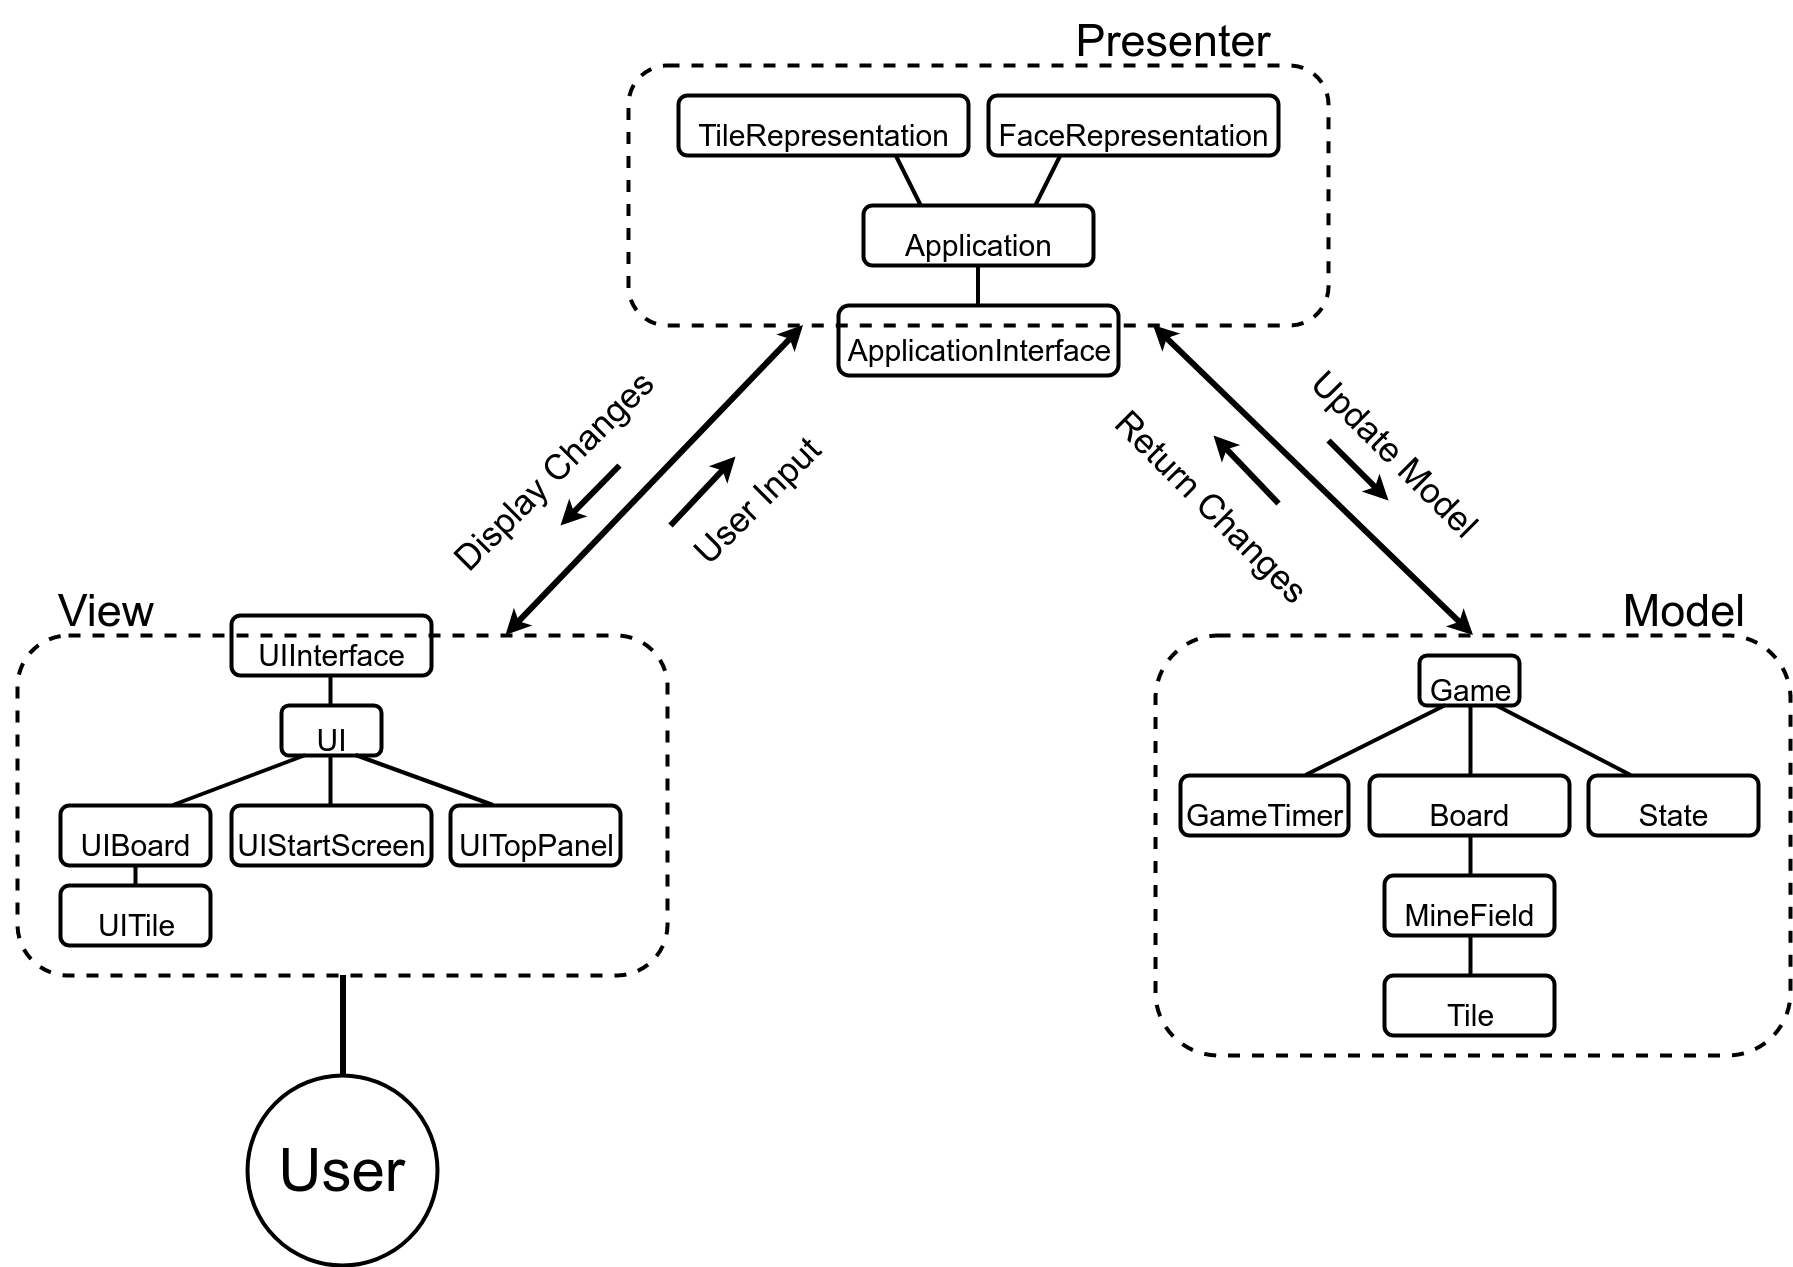 Presenter
TileRepresentation
FaceRepresentation
Application
ApplicationInterface
Display Changes
User Input
Return Changes
Update Model
View
UIInterface
UI
UIBoard
UIStartScreen
UITopPanel
UITile
User
Model
Game
GameTimer
Board
State
MineField
Tile